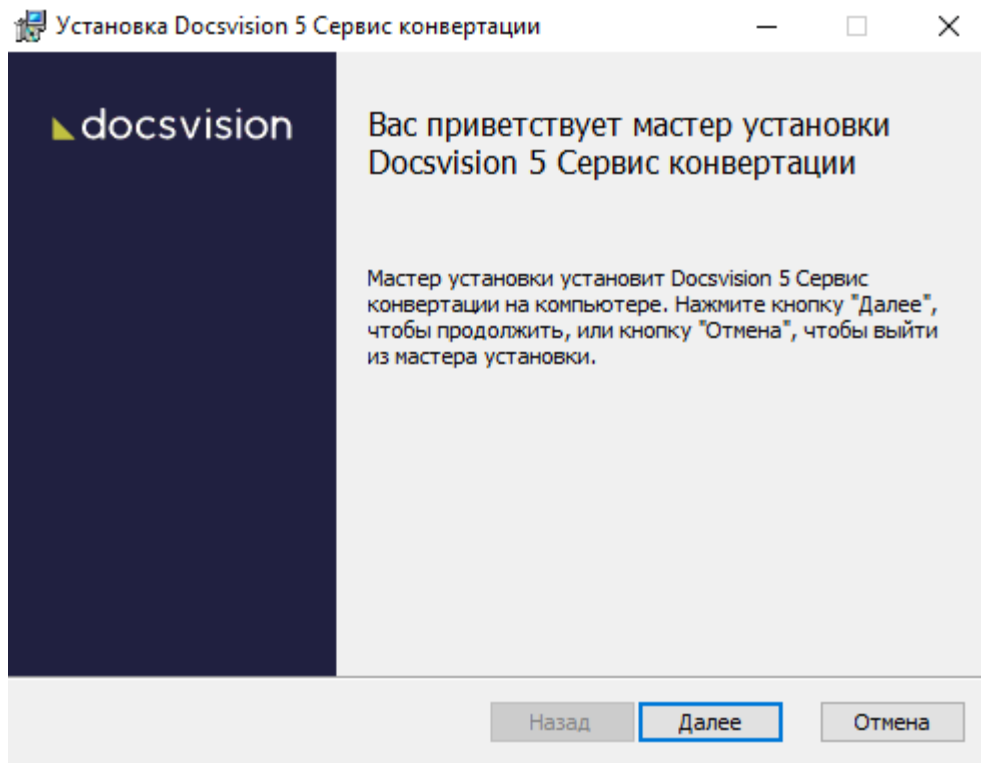 Установка Docsvision 5 Сервис конвертации
docsvision
Вас приветствует мастер установки
Docsvision 5 Сервис конвертации
Мастер установки установит Docsvision 5 Сервис
конвертации на компьютере. Нажмите кнопку "Далее",
чтобы продолжить, или кнопку "Отмена", чтобы выйти
из мастера установки.
Назад Далее Отмена